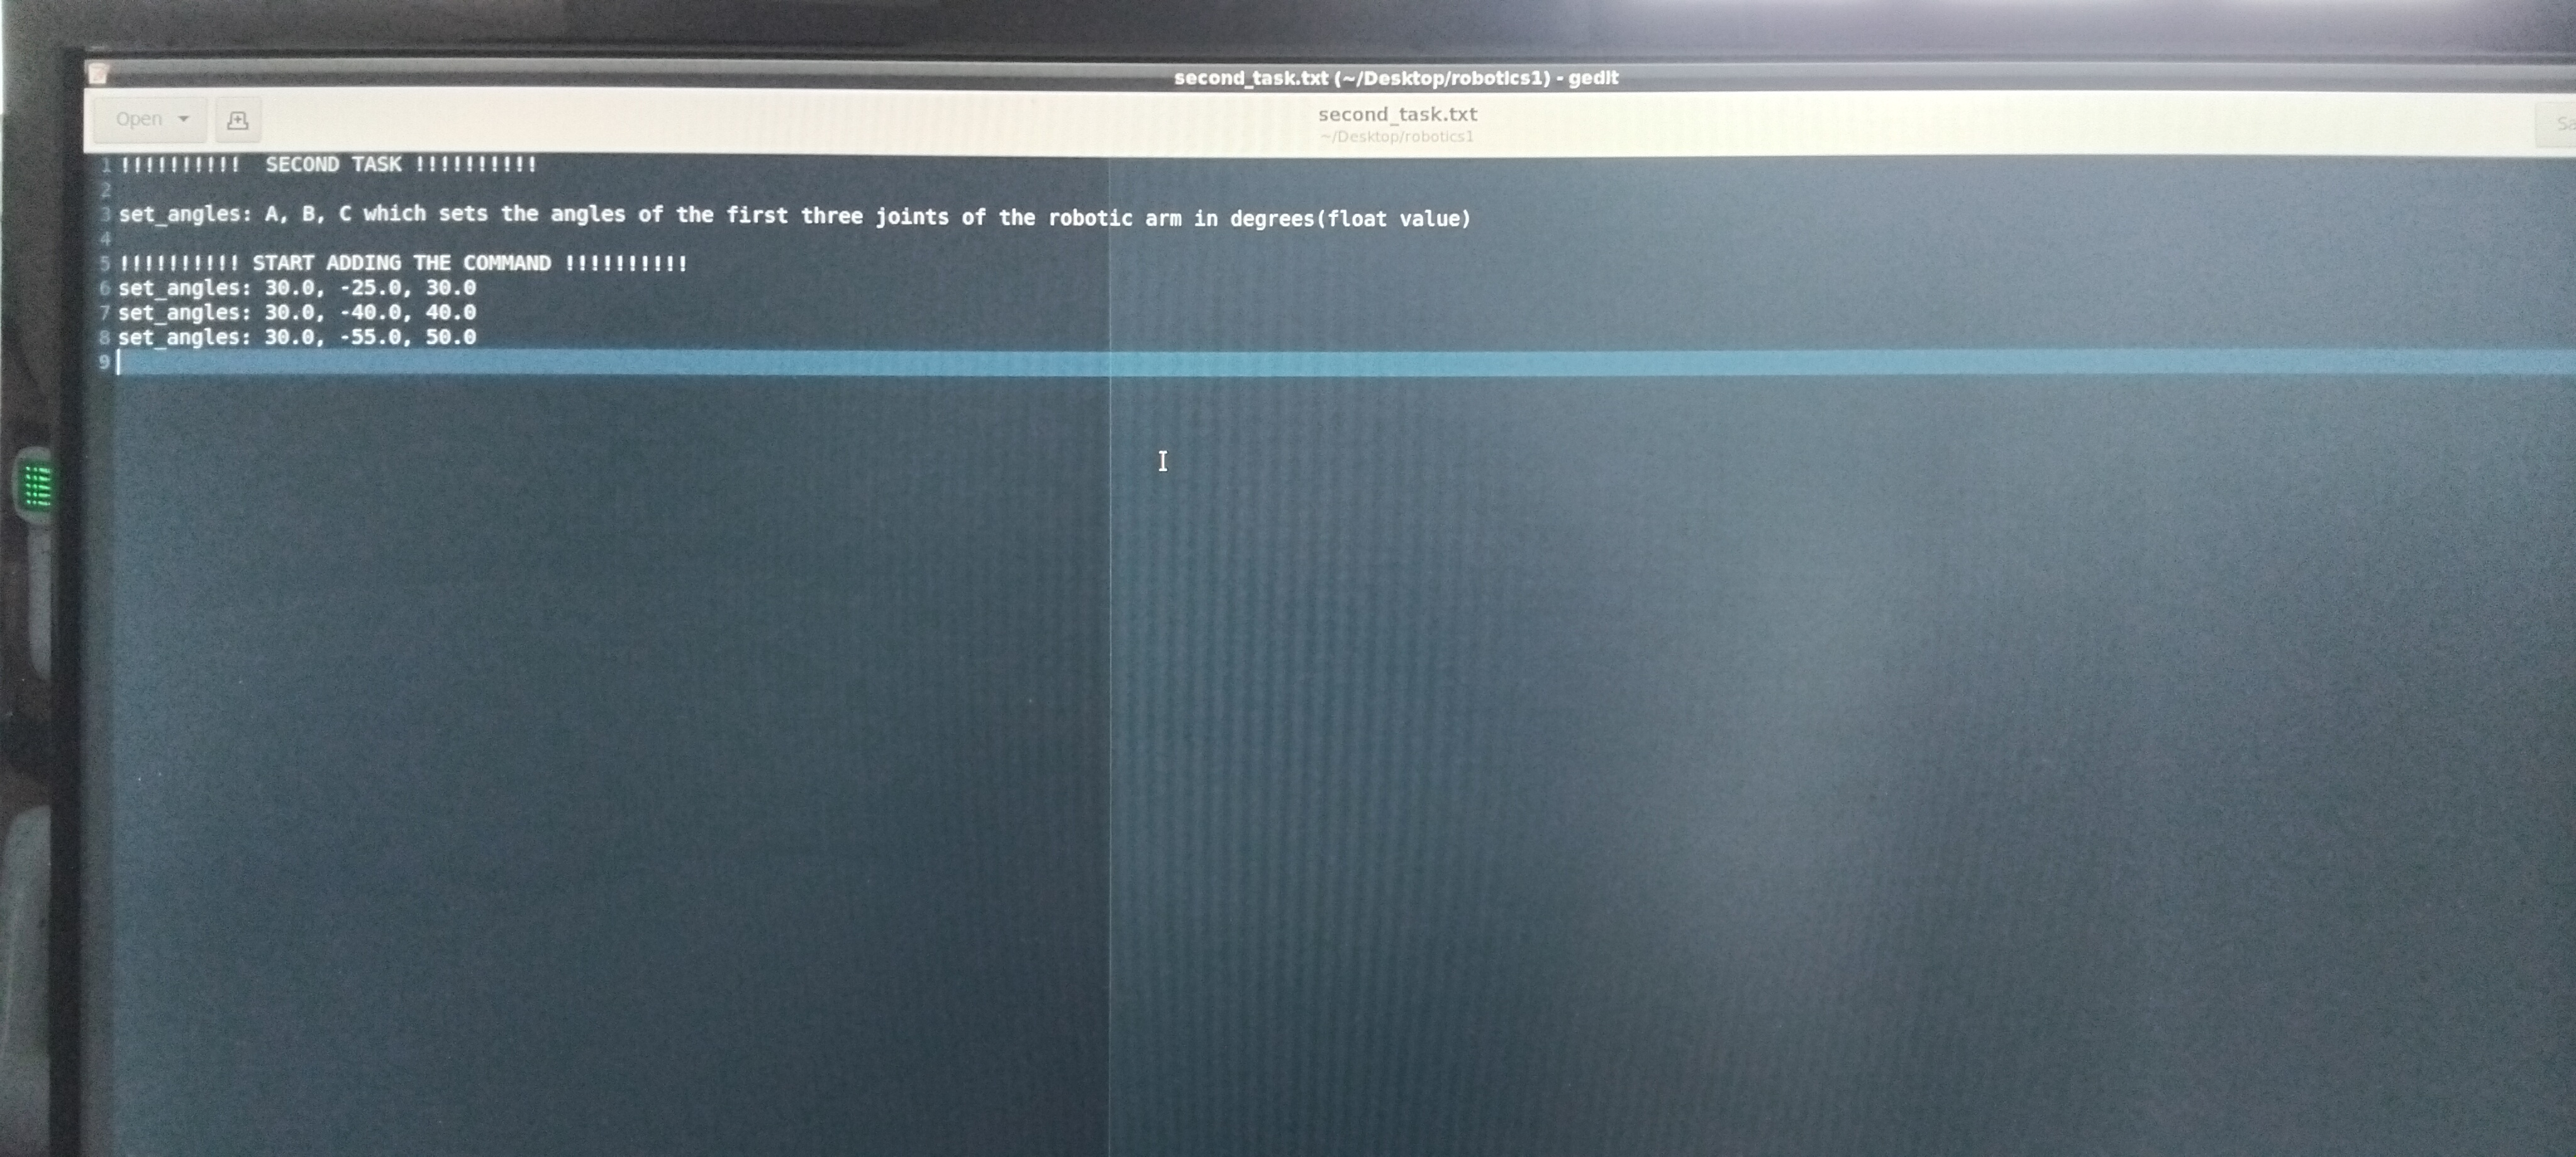 second_task.txt (~/Desktop/robotics1) - gedit
Open
second_task.txt
~/Desktop/robotics1
1 !!!!!!!!!!  SECOND TASK !!!!!!!!!!
2
3 set_angles: A, B, C which sets the angles of the first three joints of the robotic arm in degrees(float value)
4
5 !!!!!!!!!! START ADDING THE COMMAND !!!!!!!!!!
6 set_angles: 30.0, -25.0, 30.0
7 set_angles: 30.0, -40.0, 40.0
8 set_angles: 30.0, -55.0, 50.0
9